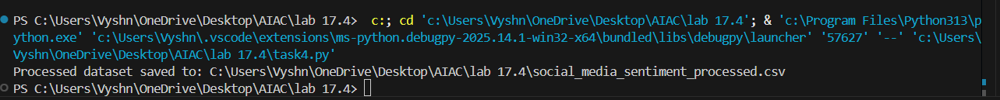 PS C:\Users\Vyshn\OneDrive\Desktop\AIAC\lab 17.4>  c:; cd 'c:\Users\Vyshn\OneDrive\Desktop\AIAC\lab 17.4'; & 'c:\Program Files\Python313\p
ython.exe' 'c:\Users\Vyshn\.vscode\extensions\ms-python.debugpy-2025.14.1-win32-x64\bundled\libs\debugpy\launcher' '57627' '--' 'c:\Users\
Vyshn\OneDrive\Desktop\AIAC\lab 17.4\task4.py'
Processed dataset saved to: C:\Users\Vyshn\OneDrive\Desktop\AIAC\lab 17.4\social_media_sentiment_processed.csv
PS C:\Users\Vyshn\OneDrive\Desktop\AIAC\lab 17.4>